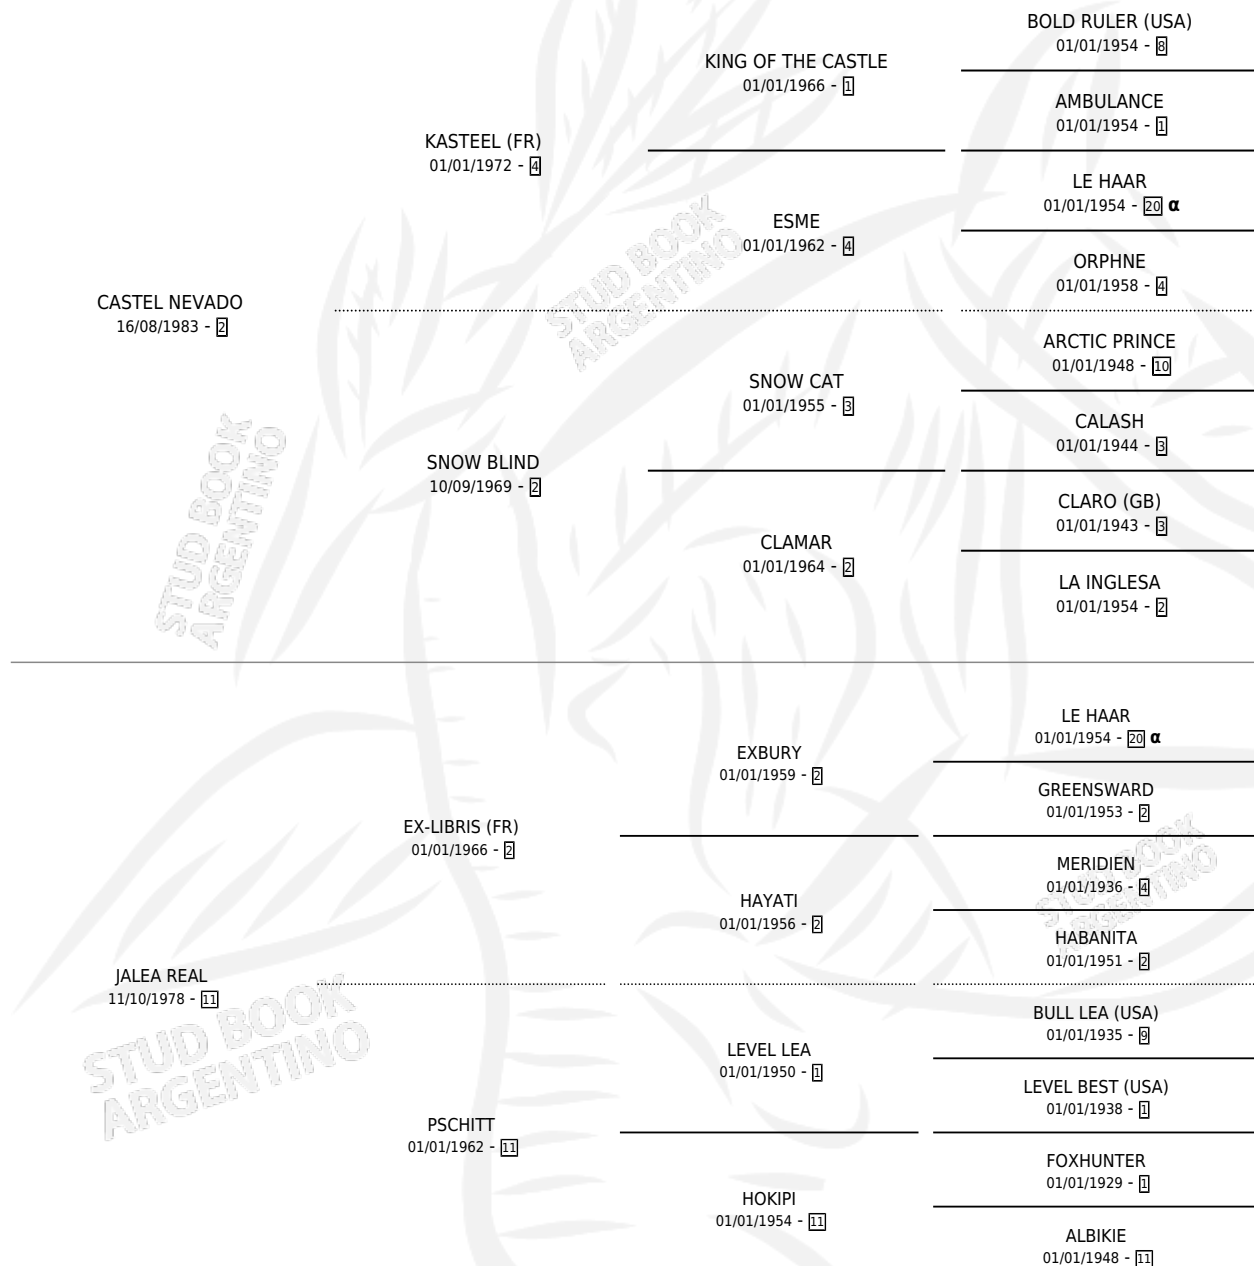 BOLD RULER (USA)
01/01/1954 - 8
KING OF THE CASTLE
01/01/1966 - 1
AMBULANCE
01/01/1954 - 1
KASTEEL (FR)
01/01/1972 - 4
LE HAAR
01/01/1954 - 20 α
ESME
01/01/1962 - 4
ORPHNE
01/01/1958 - 4
CASTEL NEVADO
16/08/1983 - 2
ARCTIC PRINCE
01/01/1948 - 10
SNOW CAT
01/01/1955 - 3
CALASH
01/01/1944 - 3
SNOW BLIND
10/09/1969 - 2
CLARO (GB)
01/01/1943 - 3
CLAMAR
01/01/1964 - 2
LA INGLESA
01/01/1954 - 2
LE HAAR
01/01/1954 - 20 α
EXBURY
01/01/1959 - 2
GREENSWARD
01/01/1953 - 2
EX-LIBRIS (FR)
01/01/1966 - 2
MERIDIEN
01/01/1936 - 4
HAYATI
01/01/1956 - 2
HABANITA
01/01/1951 - 2
JALEA REAL
11/10/1978 - 11
BULL LEA (USA)
01/01/1935 - 9
LEVEL LEA
01/01/1950 - 1
LEVEL BEST (USA)
01/01/1938 - 1
PSCHITT
01/01/1962 - 11
FOXHUNTER
01/01/1929 - 1
HOKIPI
01/01/1954 - 11
ALBIKIE
01/01/1948 - 11
STUD BOOK
ARGENTINO
STUD BOOK
ARGENTINO
STUD BOOK
ARGENTINO
STUD BOOK
ARGENTINO